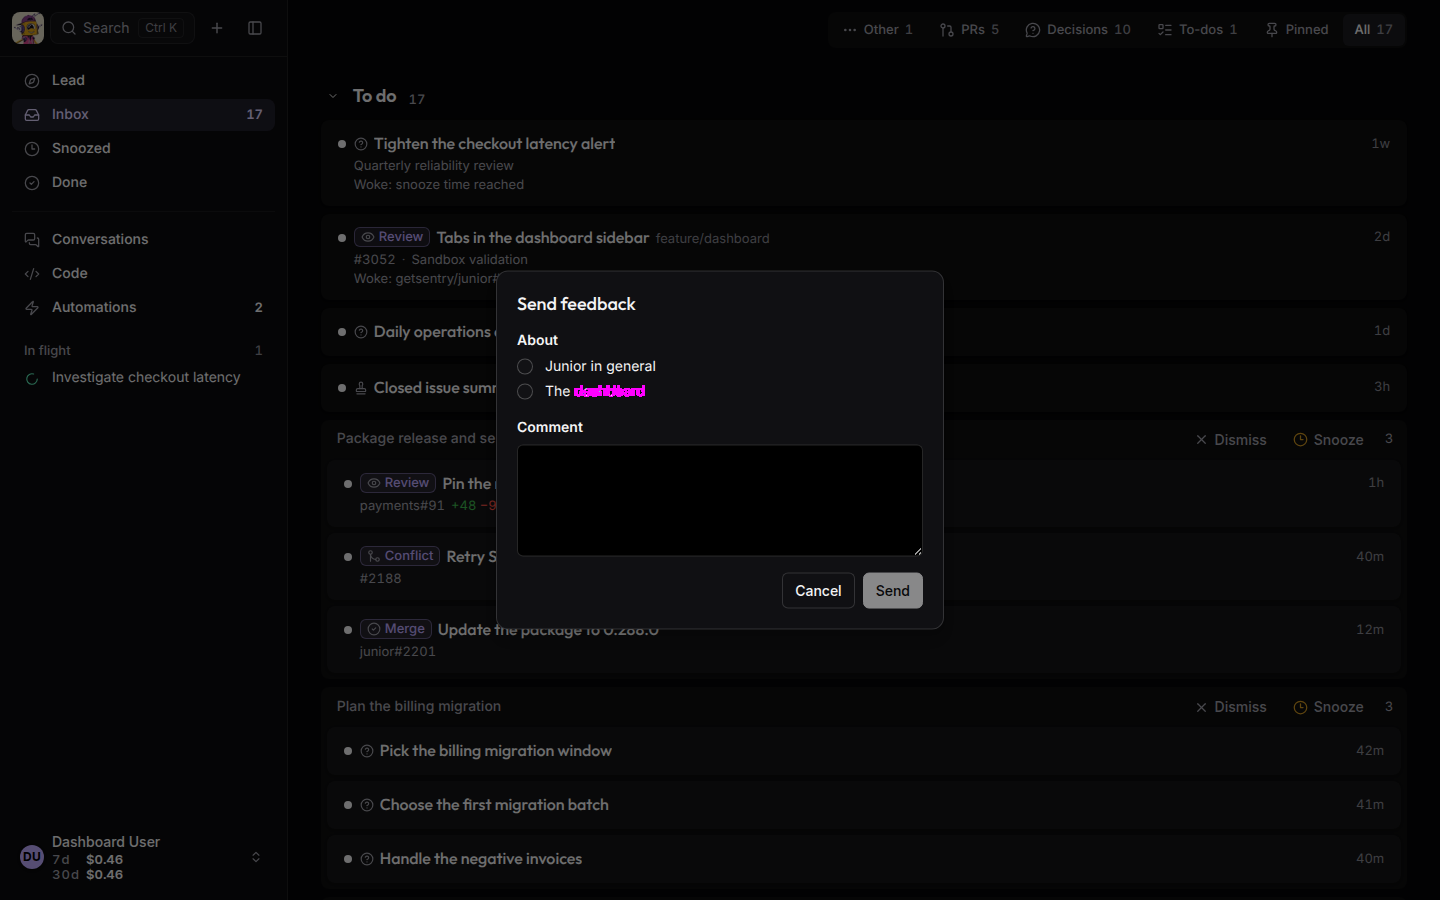 Search Ctrl K
Lead
Inbox 17
Snoozed
Done
Conversations
Code
Automations 2
In flight 1
Investigate checkout latency
Dashboard User
7d $0.46
30d $0.46
DU
Other 1 PRs 5 Decisions 10 To-dos 1 Pinned All 17
To do 17
Tighten the checkout latency alert 1w
Quarterly reliability review
Woke: snooze time reached
Review Tabs in the dashboard sidebar feature/dashboard 2d
#3052 · Sandbox validation
Woke: getsentry/junior#
Daily operations 1d
Closed issue 3h
Package release and Dismiss Snooze 3
Review Pin the 1h
payments#91 +48 −9
Conflict Retry 40m
#2188
Merge Update the package to 0.288.0 12m
junior#2201
Plan the billing migration Dismiss Snooze 3
Pick the billing migration window 42m
Choose the first migration batch 41m
Handle the negative invoices 40m
Send feedback
About
Junior in general
The
Comment
Cancel Send